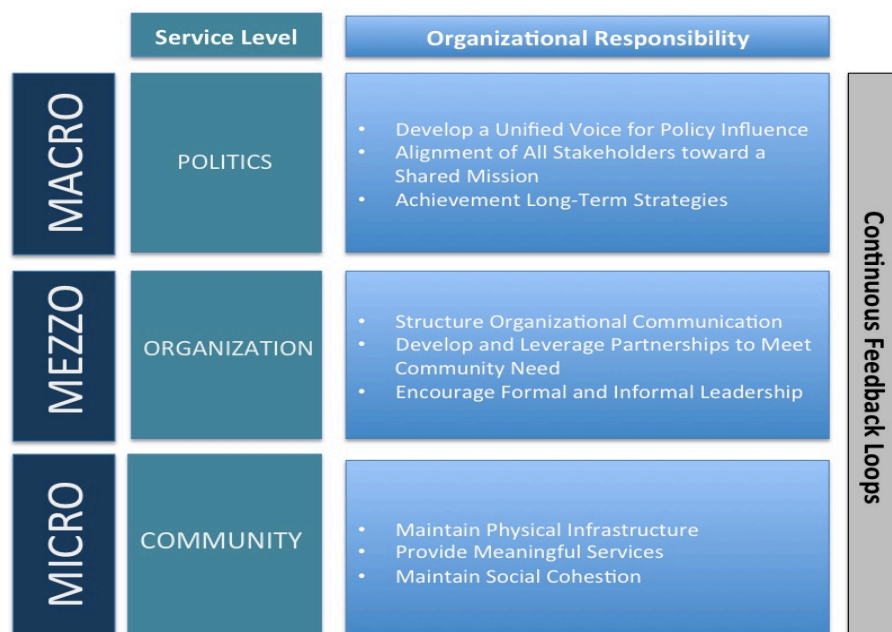 Service Level
Organizational Responsibility
MACRO
POLITICS
• Develop a Unified Voice for Policy Influence
• Alignment of All Stakeholders toward a
Shared Mission
• Achievement Long-Term Strategies
MEZZO
ORGANIZATION
• Structure Organizational Communication
• Develop and Leverage Partnerships to Meet
Community Need
• Encourage Formal and Informal Leadership
MICRO
COMMUNITY
• Maintain Physical Infrastructure
• Provide Meaningful Services
• Maintain Social Cohestion
Continuous Feedback Loops